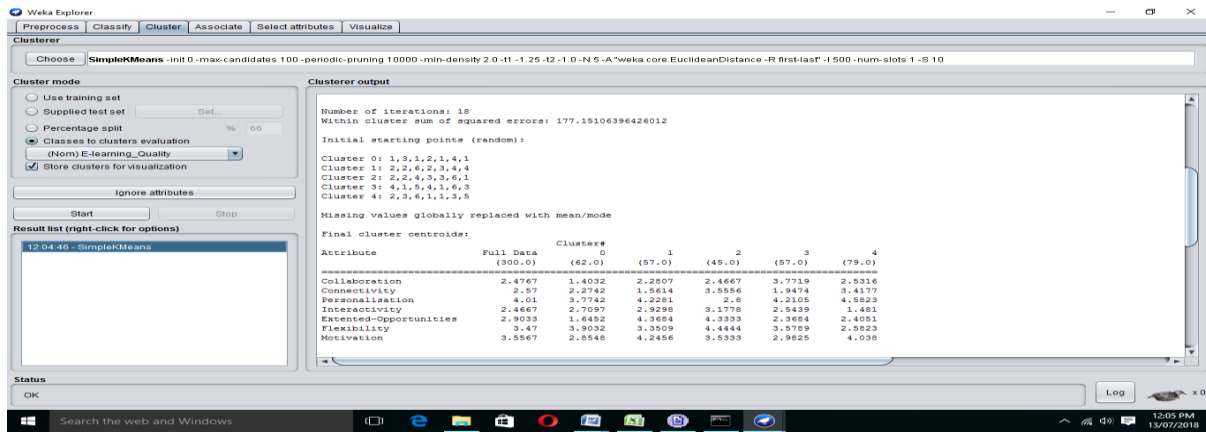 Weka Explorer
Preprocess Classify Cluster Associate Select attributes Visualize
Clusterer
Choose SimpleKMeans -init 0 -max-candidates 100 -periodic-pruning 10000 -min-density 2.0 -t1 -1.25 -t2 -1.0 -N 5 -A "weka.core.EuclideanDistance -R first-last" -I 500 -num-slots 1 -S 10
Cluster mode
Use training set
Supplied test set Set...
Percentage split % 66
Classes to clusters evaluation
(Nom) E-learning_Quality
Store clusters for visualization
Ignore attributes
Start Stop
Result list (right-click for options)
12:04:46 - SimpleKMeans
Clusterer output
Number of iterations: 18
Within cluster sum of squared errors: 177.15106396426012
Initial starting points (random):
Cluster 0: 1,3,1,2,1,4,1
Cluster 1: 2,2,6,2,3,4,4
Cluster 2: 2,2,4,3,3,6,1
Cluster 3: 4,1,5,4,1,6,3
Cluster 4: 2,3,6,1,1,3,5
Missing values globally replaced with mean/mode
Final cluster centroids:
Cluster#
Attribute Full Data 0 1 2 3 4
(300.0) (62.0) (57.0) (45.0) (57.0) (79.0)
Collaboration 2.4767 1.4032 2.2807 2.4667 3.7719 2.5316
Connectivity 2.57 2.2742 1.5614 3.5556 1.9474 3.4177
Personalisation 4.01 3.7742 4.2281 2.8 4.2105 4.5823
Interactivity 2.4667 2.7097 2.9298 3.1778 2.5439 1.481
Extented-Opportunities 2.9033 1.6452 4.3684 4.3333 2.3684 2.4051
Flexibility 3.47 3.9032 3.3509 4.4444 3.5789 2.5823
Motivation 3.5567 2.8548 4.2456 3.5333 2.9825 4.038
Status
OK
Log x 0
Search the web and Windows
12:05 PM
13/07/2018